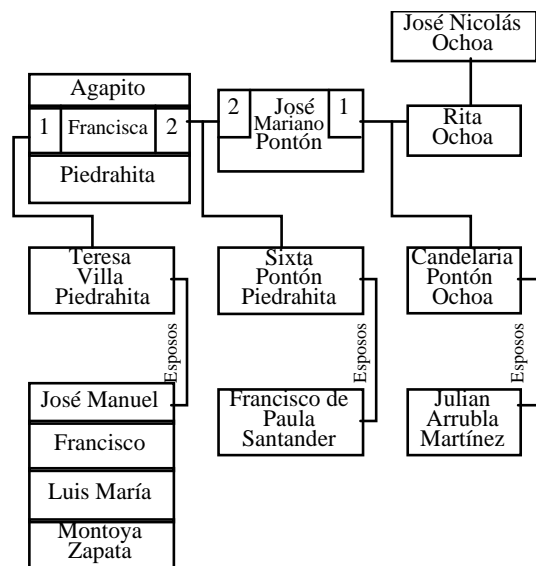 José Nicolás
Ochoa
Agapito
1
Francisca
2
Piedrahita
2
José
Mariano
Pontón
1
Rita
Ochoa
Teresa
Villa
Piedrahita
Sixta
Pontón
Piedrahita
Candelaria
Pontón
Ochoa
Esposos
Esposos
Esposos
José Manuel
Francisco
Luis María
Montoya
Zapata
Francisco de
Paula
Santander
Julian
Arrubla
Martínez